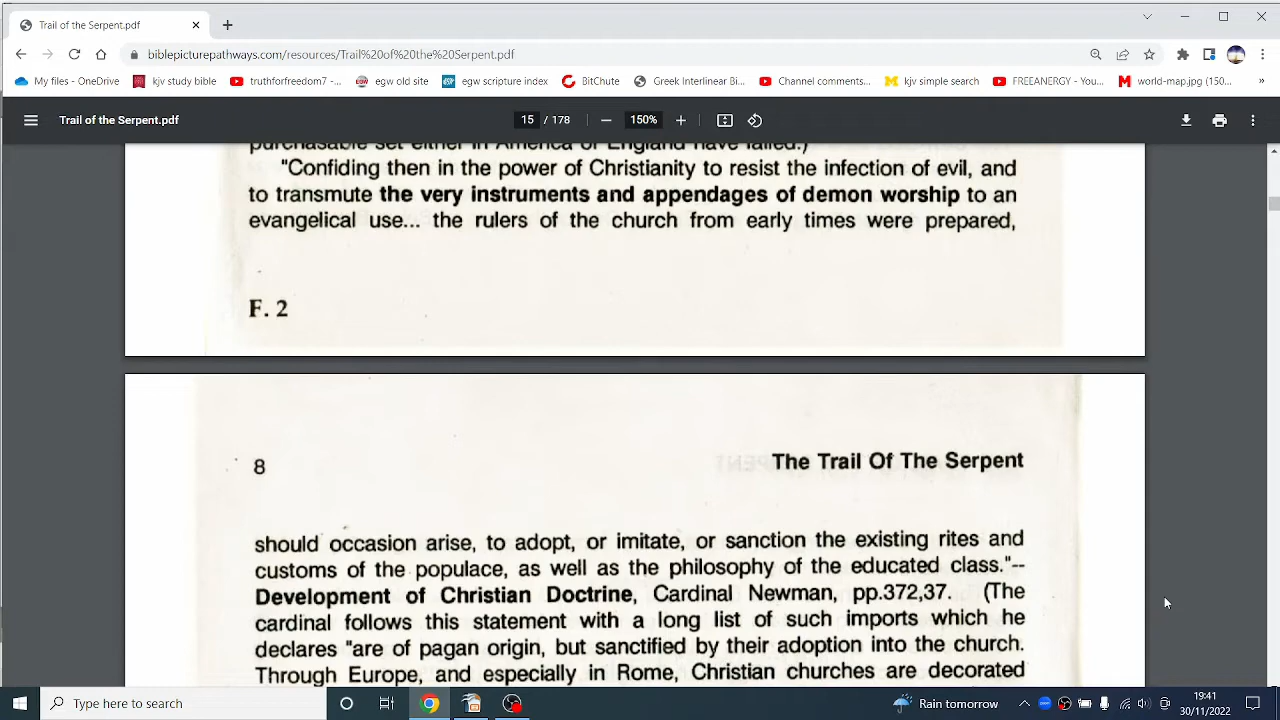 Trail of the Serpent.pdf
biblepicturepathways.com/resources/Trail%20of%20the%20Serpent.pdf
My files - OneDrive
kjv study bible
truthforfreedom7 -...
egw old site
egw scripture index
BitChute
Greek Interlinear Bi...
Channel comments...
kjv simple search
FREEANERGY - You...
world-map.jpg (150...
Trail of the Serpent.pdf
15 / 178
150%
purchasable set either in America or England have failed.)
"Confiding then in the power of Christianity to resist the infection of evil, and
to transmute the very instruments and appendages of demon worship to an
evangelical use... the rulers of the church from early times were prepared,
F. 2
8
The Trail Of The Serpent
should occasion arise, to adopt, or imitate, or sanction the existing rites and
customs of the populace, as well as the philosophy of the educated class."--
Development of Christian Doctrine, Cardinal Newman, pp.372,37. (The
cardinal follows this statement with a long list of such imports which he
declares "are of pagan origin, but sanctified by their adoption into the church.
Through Europe, and especially in Rome, Christian churches are decorated
Type here to search
Rain tomorrow
19:41
30/11/2022